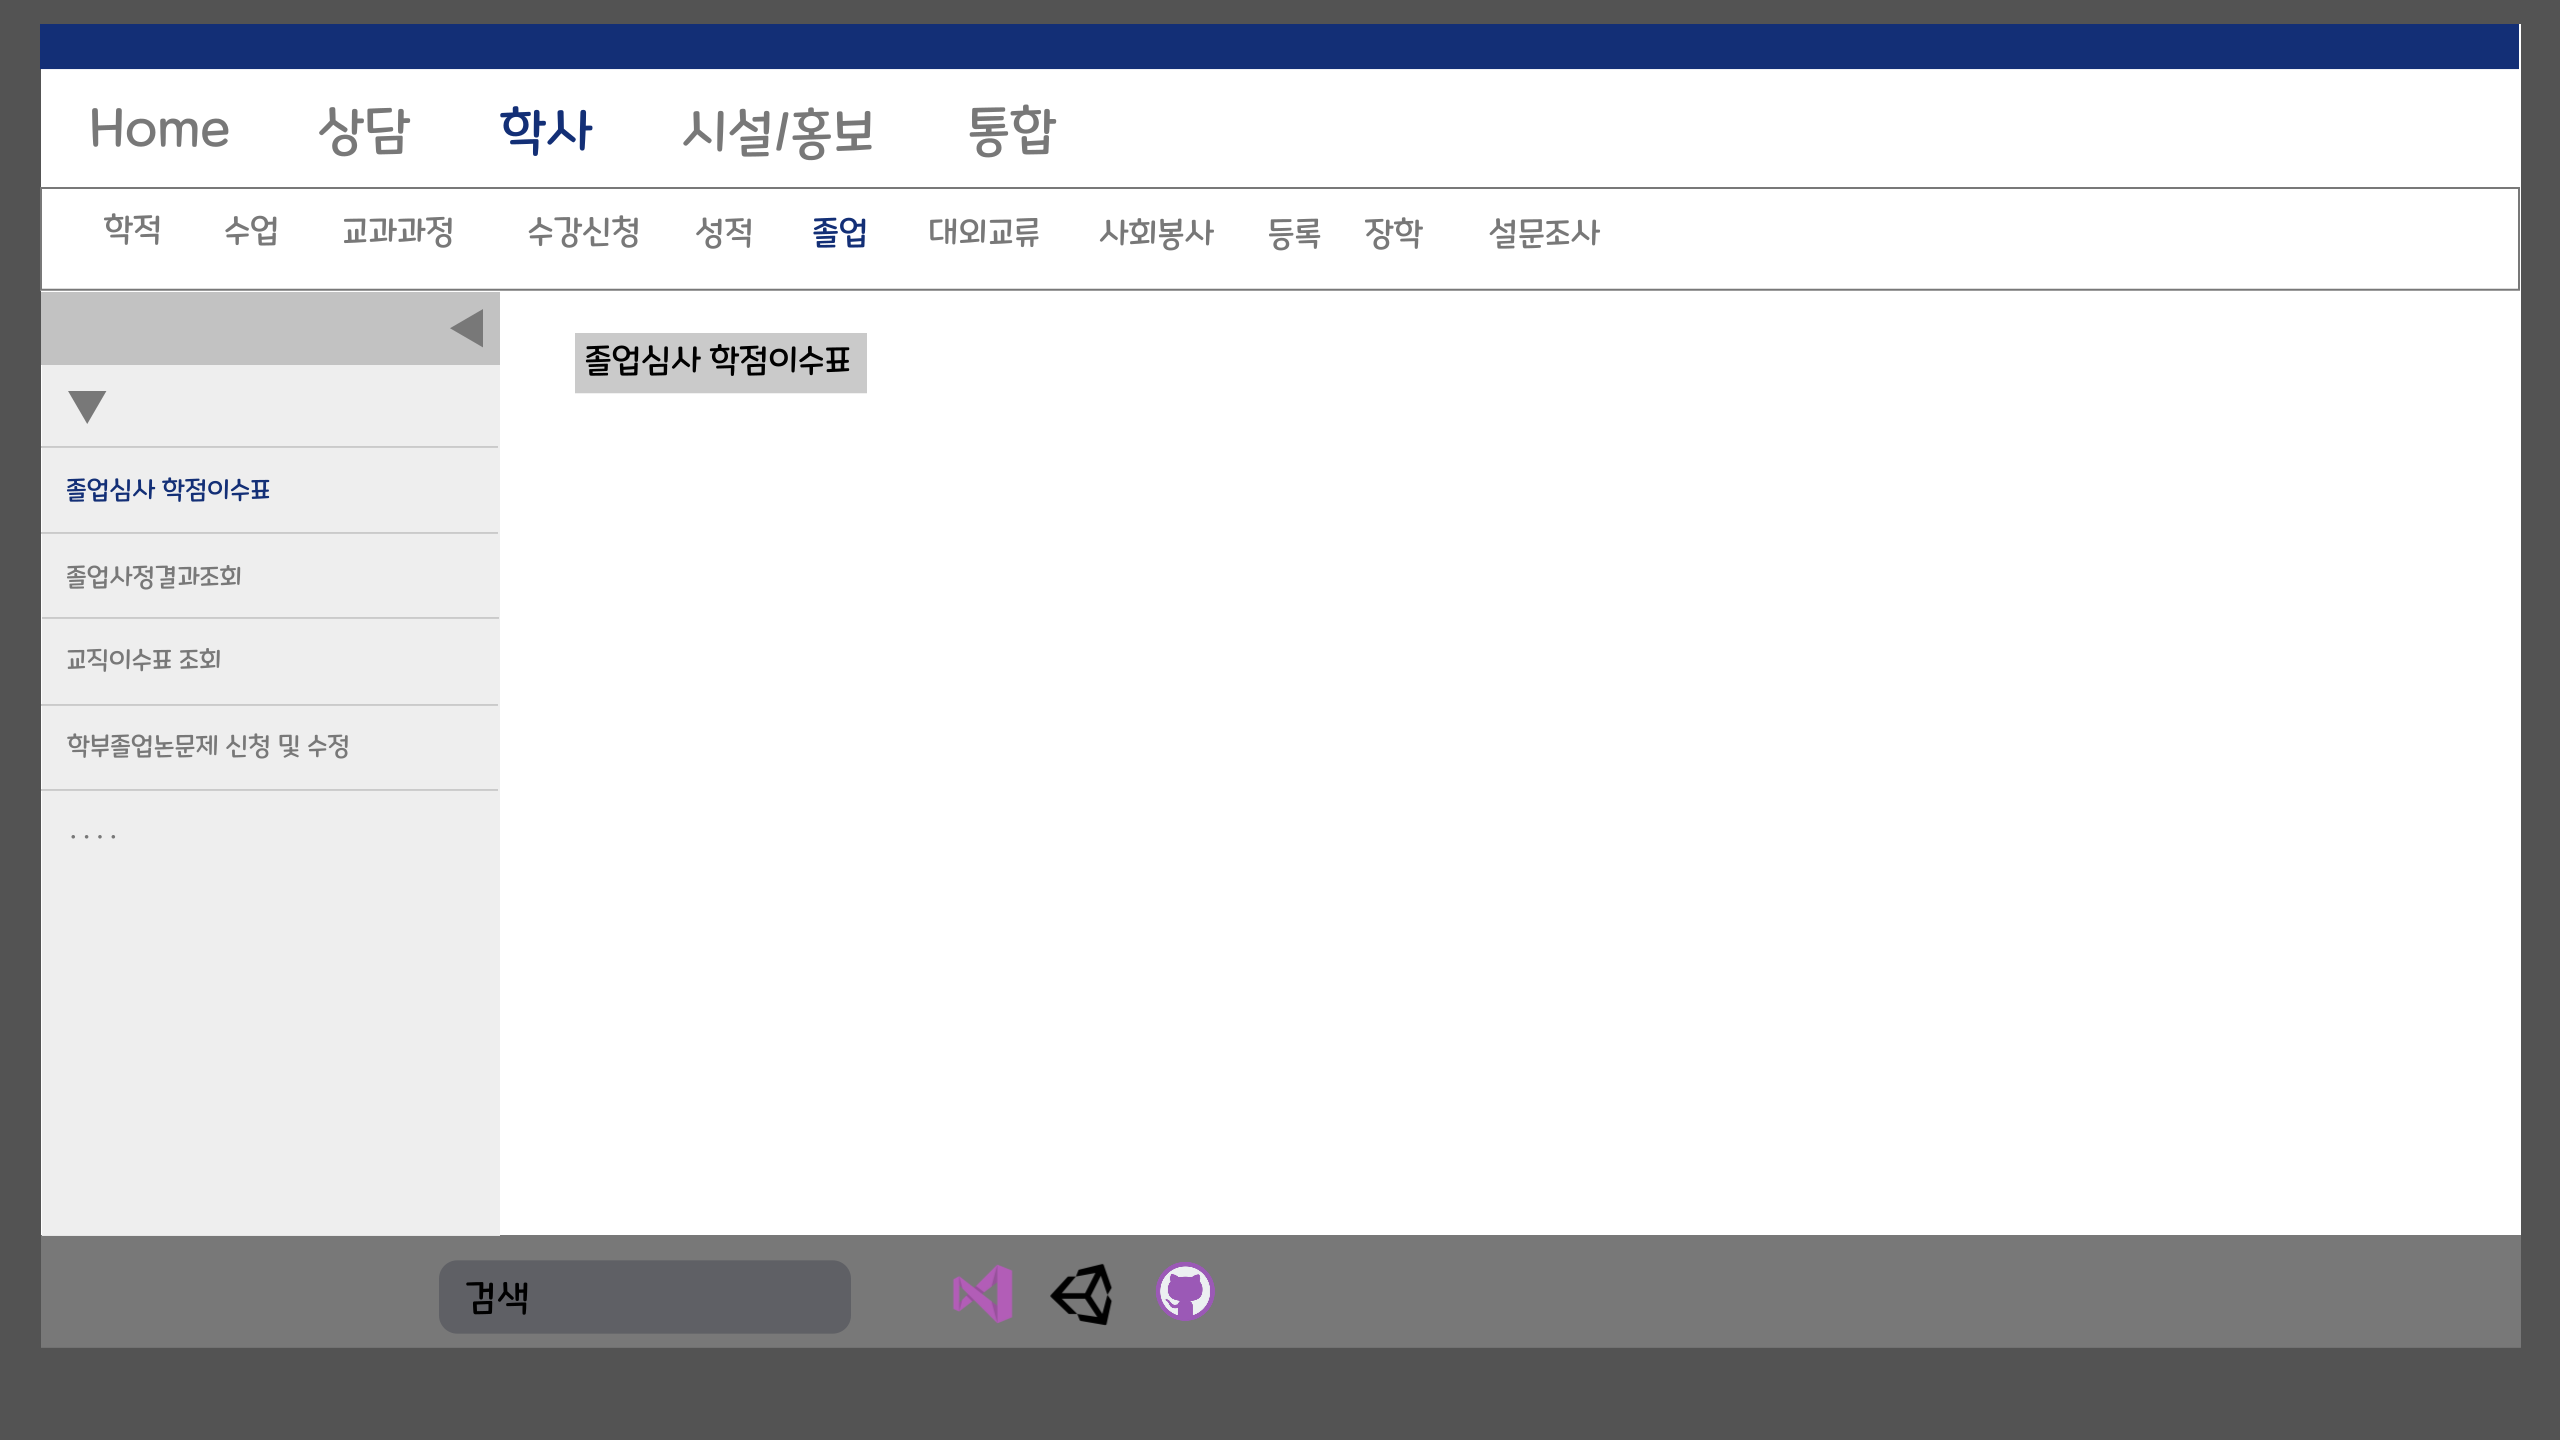 Home 상담 학사 시설/홍보 통합
학적 수업 교과과정 수강신청 성적 졸업 대외교류 사회봉사 등록 장학 설문조사
졸업심사 학점이수표
졸업심사 학점이수표
졸업사정결과조회
교직이수표 조회
학부졸업논문제 신청 및 수정
....
검색